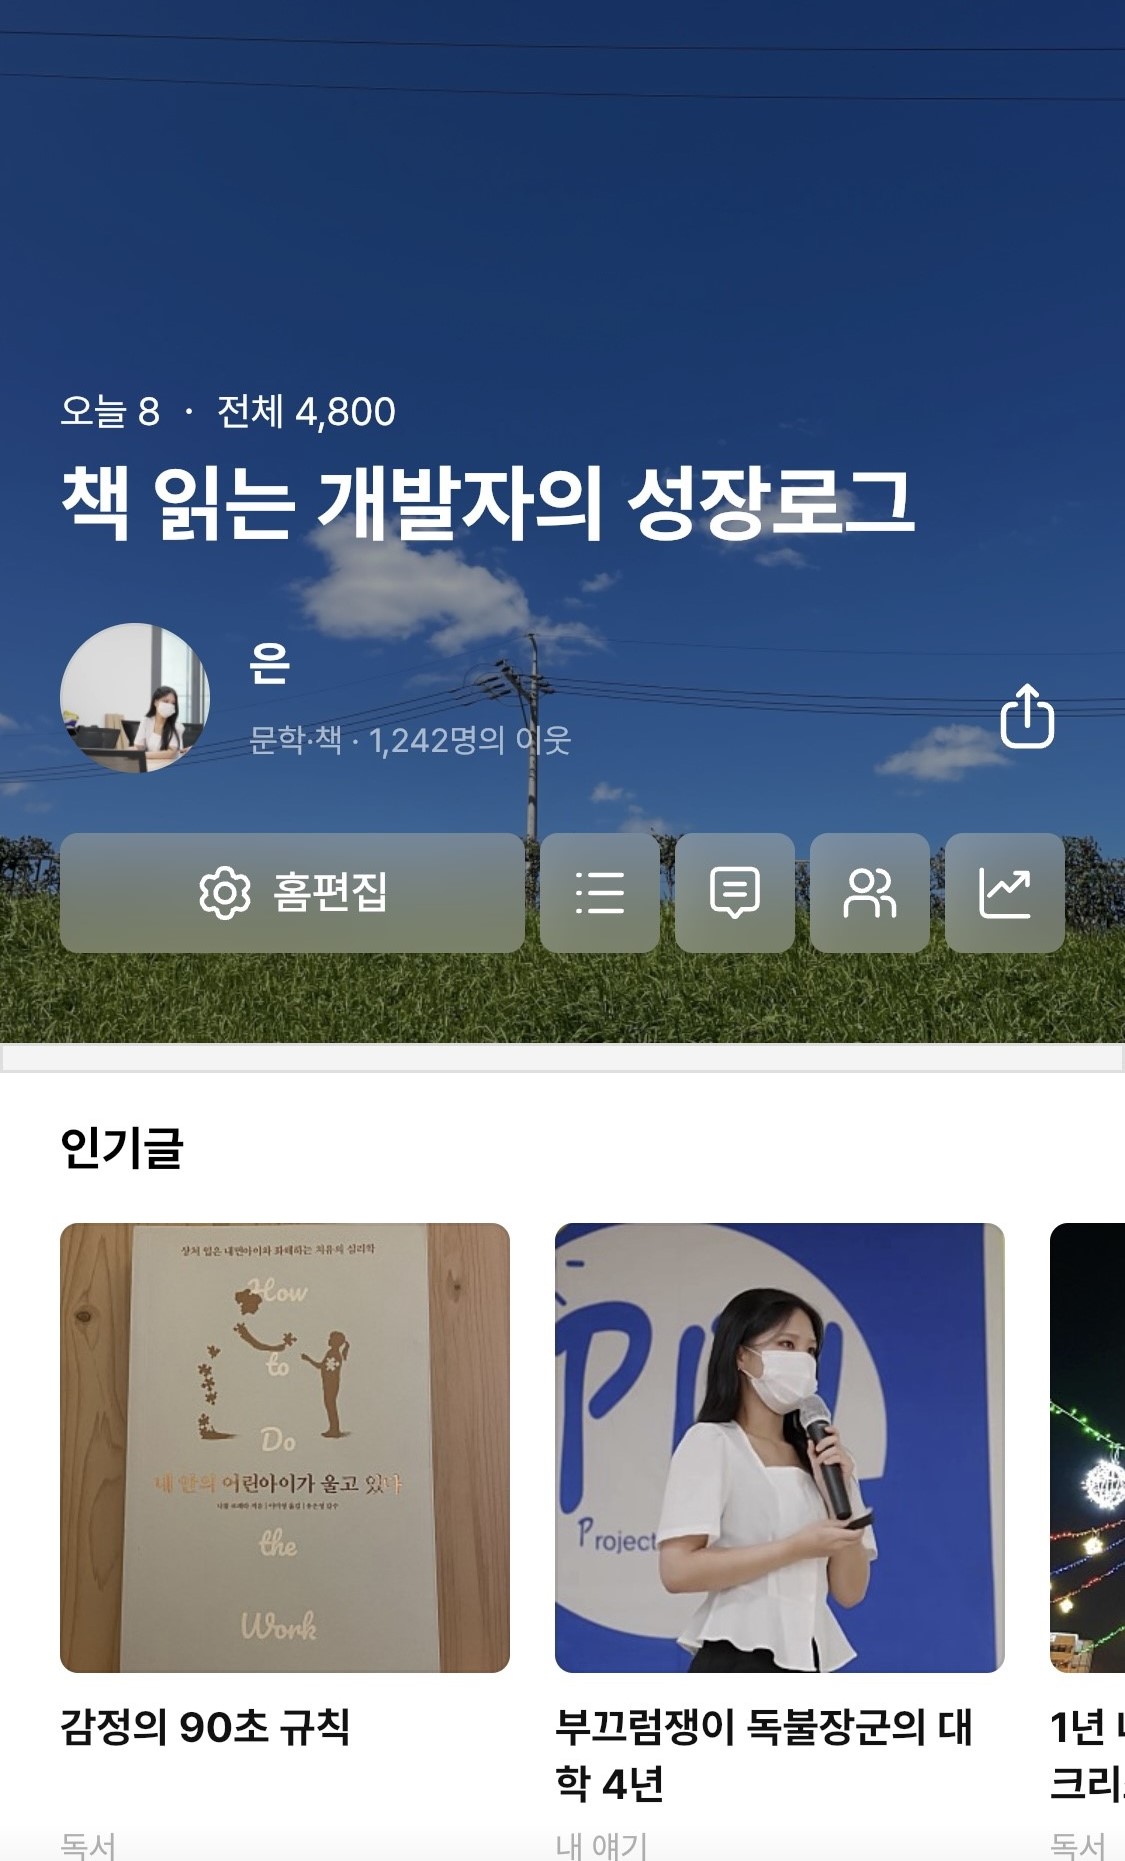 오늘 8 · 전체 4,800
책 읽는 개발자의 성장로그
은
문학·책 · 1,242명의 이웃
홈편집
인기글
상처 입은 내면아이와 화해하는 치유의 심리학
How
to
Do
내 안의 어린아이가 울고 있다
the
Work
Project
감정의 90초 규칙
부끄럼쟁이 독불장군의 대
학 4년
1년
크리
독서
내 얘기
독서